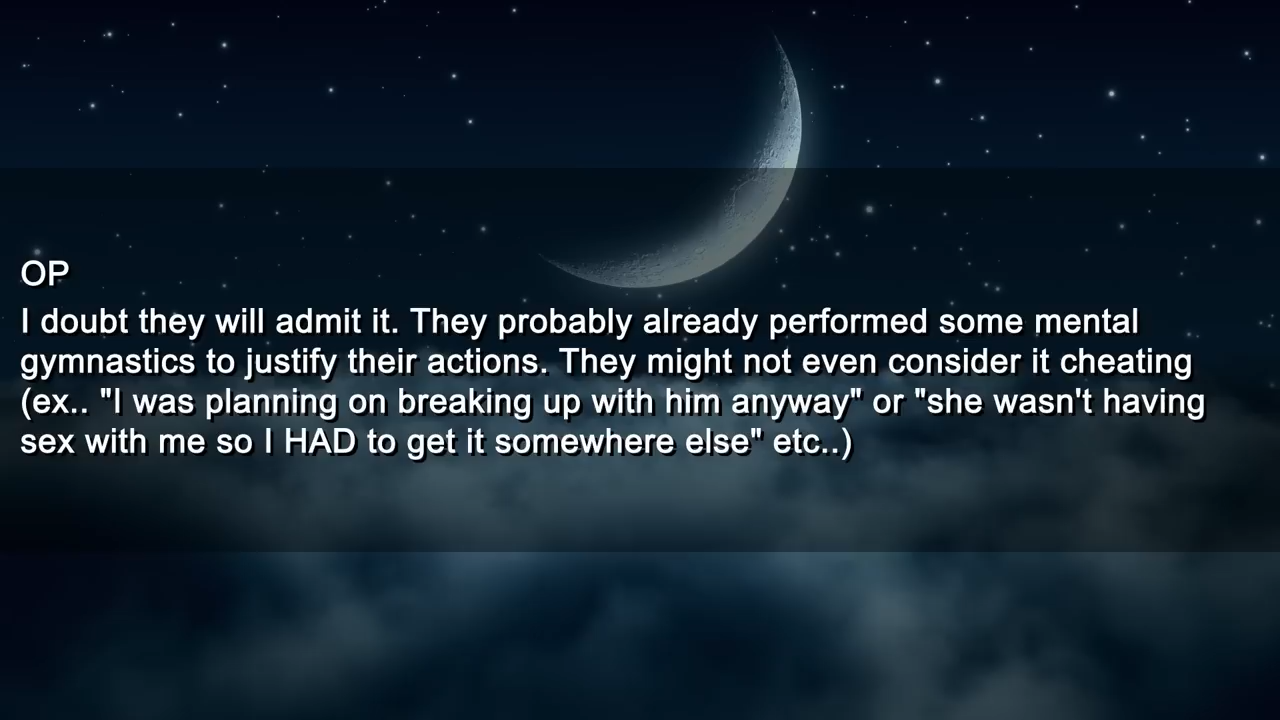 OP
I doubt they will admit it. They probably already performed some mental
gymnastics to justify their actions. They might not even consider it cheating
(ex.. "I was planning on breaking up with him anyway" or "she wasn't having
sex with me so I HAD to get it somewhere else" etc..)